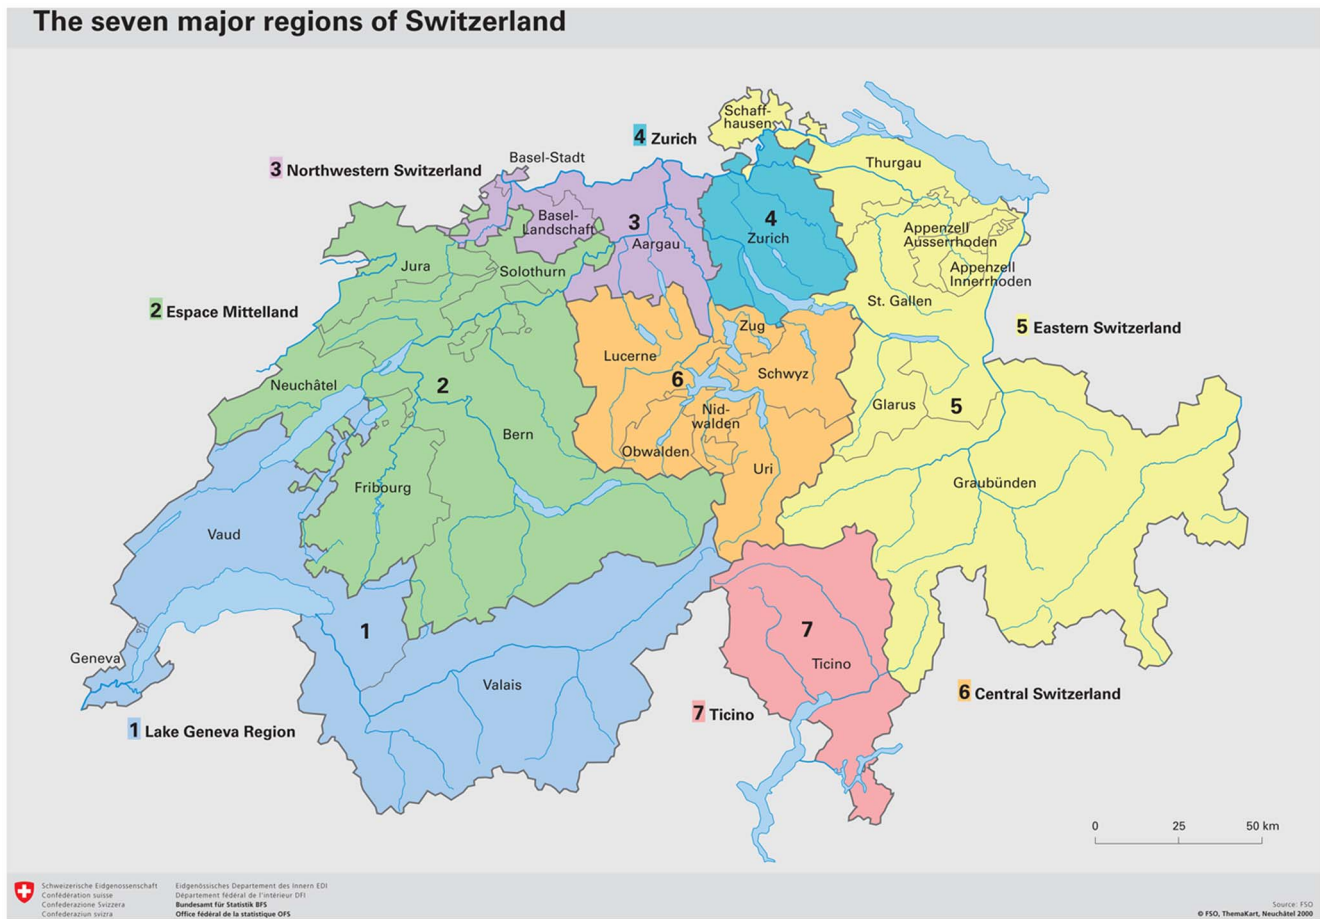 The seven major regions of Switzerland
Schaff-
hausen
4 Zurich
Basel-Stadt
3 Northwestern Switzerland
Thurgau
Basel-
Landschaft
3
Aargau
4
Zurich
Appenzell
Ausserrhoden
Appenzell
Innerrhoden
Jura
Solothurn
St. Gallen
2 Espace Mittelland
Zug
5 Eastern Switzerland
Lucerne
6
Schwyz
Neuchâtel
2
Glarus
5
Nid-
walden
Bern
Obwalden
Uri
Fribourg
Graubünden
Vaud
1
7
Geneva
Ticino
Valais
6 Central Switzerland
7 Ticino
1 Lake Geneva Region
0 25 50 km
Schweizerische Eidgenossenschaft
Confédération suisse
Confederazione Svizzera
Confederaziun svizra
Eidgenössisches Departement des Innern EDI
Département fédéral de l'intérieur DFI
Bundesamt für Statistik BFS
Office fédéral de la statistique OFS
Source: FSO
© FSO, ThemaKart, Neuchâtel 2000